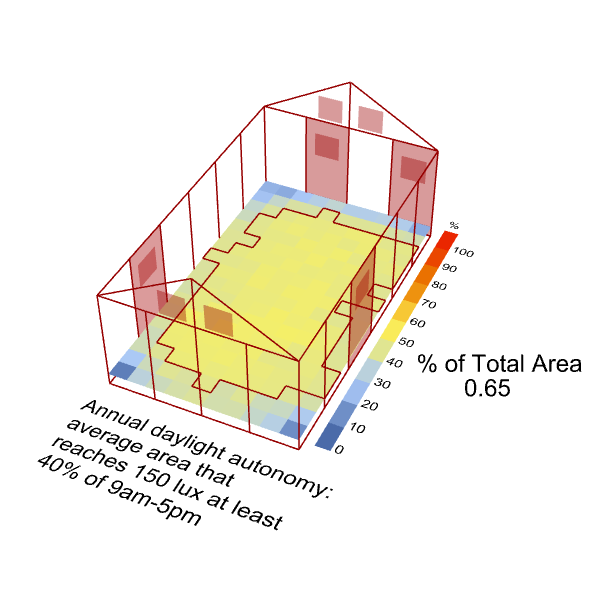 %
100
90
80
70
60
50
40
30
20
10
0
% of Total Area
0.65
Annual daylight autonomy:
average area that
reaches 150 lux at least
40% of 9am-5pm